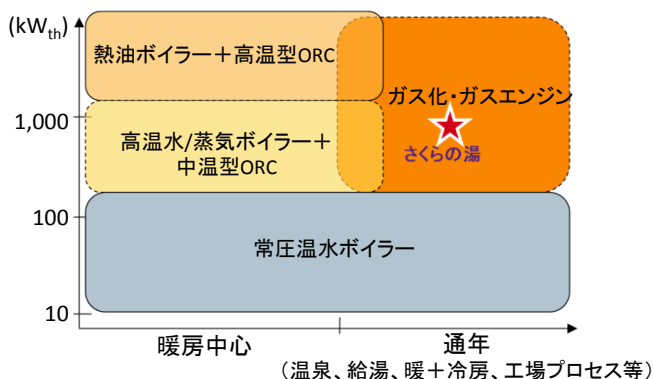 (kWth)
熱油ボイラー+高温型ORC
ガス化・ガスエンジン
1,000
高温水/蒸気ボイラー+
中温型ORC
さくらの湯
100
常圧温水ボイラー
10
暖房中心
通年
(温泉、給湯、暖+冷房、工場プロセス等)